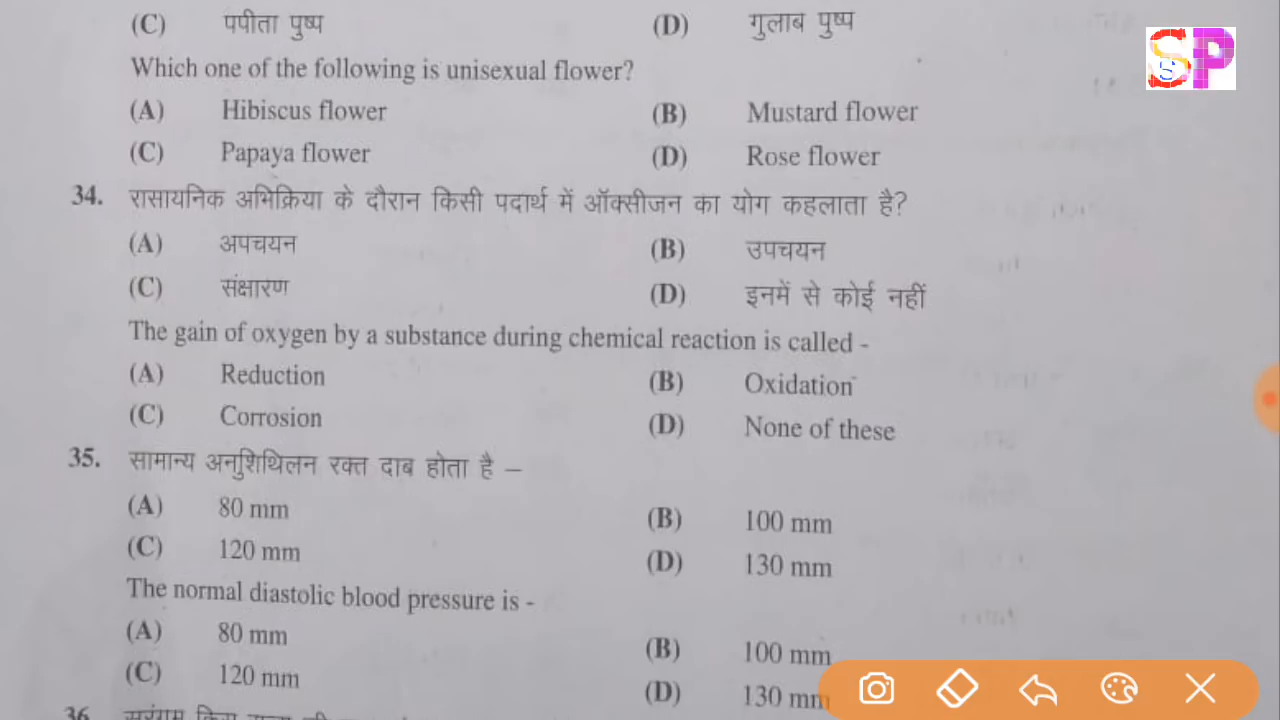 (C) पपीता पुष्प (D) गुलाब पुष्प
SP
S
Which one of the following is unisexual flower?
(A) Hibiscus flower (B) Mustard flower
(C) Papaya flower (D) Rose flower
34. रासायनिक अभिक्रिया के दौरान किसी पदार्थ में ऑक्सीजन का योग कहलाता है?
(A) अपचयन (B) उपचयन
(C) संक्षारण (D) इनमें से कोई नहीं
The gain of oxygen by a substance during chemical reaction is called -
(A) Reduction (B) Oxidation
(C) Corrosion (D) None of these
35. सामान्य अनुशिथिलन रक्त दाब होता है –
(A) 80 mm (B) 100 mm
(C) 120 mm (D) 130 mm
The normal diastolic blood pressure is -
(A) 80 mm (B) 100 mm
(C) 120 mm (D) 130 mm
36